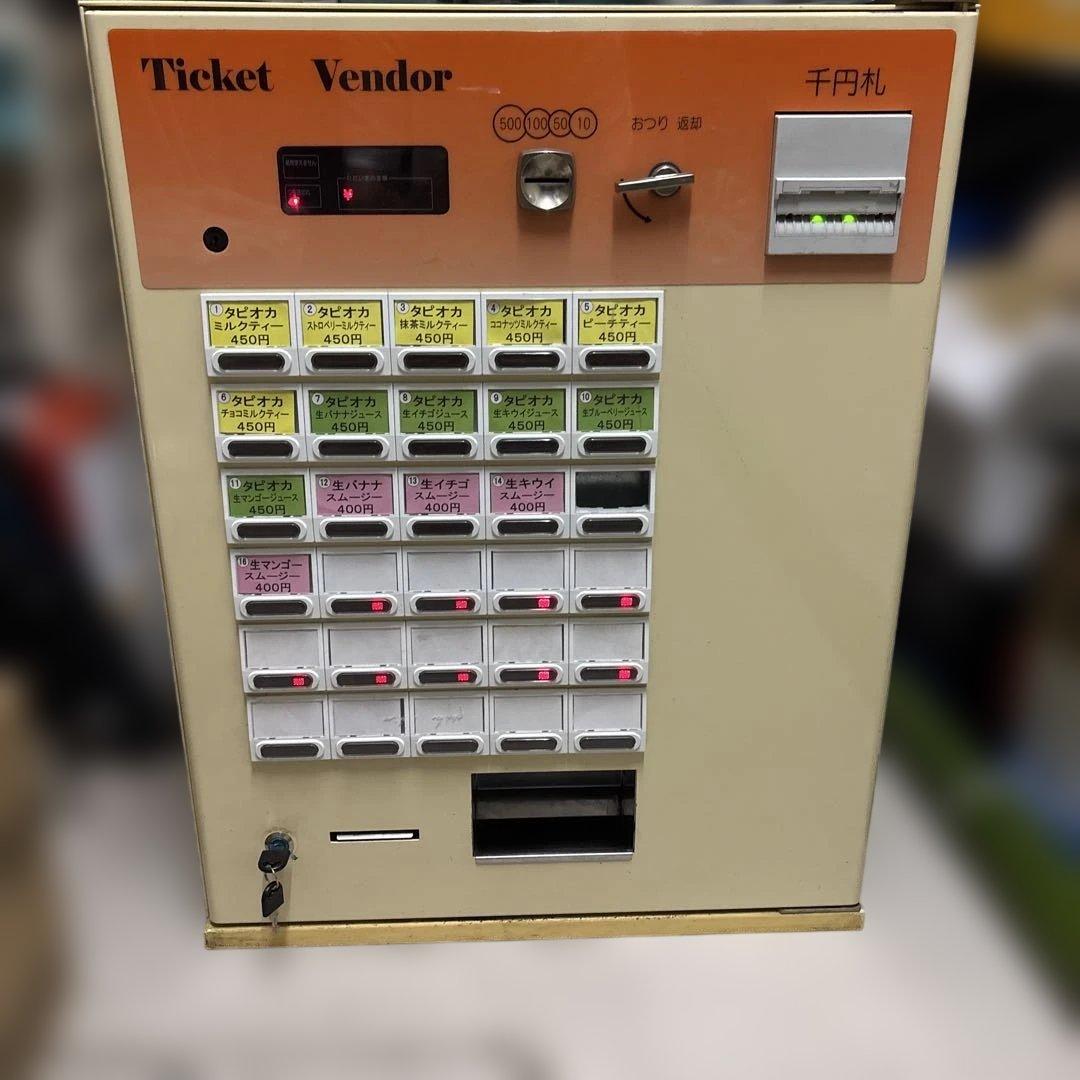 Ticket Vendor
千円札
500 100 50 10
おつり 返却
¥
① タピオカ
ミルクティー
450円
② タピオカ
ストロベリーミルクティー
450円
③ タピオカ
抹茶ミルクティー
450円
④ タピオカ
ココナッツミルクティー
450円
⑤ タピオカ
ピーチティー
450円
⑥ タピオカ
チョコミルクティー
450円
⑦ タピオカ
生バナナジュース
450円
⑧ タピオカ
生イチゴジュース
450円
⑨ タピオカ
生キウイジュース
450円
⑩ タピオカ
生ブルーベリージュース
450円
⑪ タピオカ
生マンゴージュース
450円
⑫ 生バナナ
スムージー
400円
⑬ 生イチゴ
スムージー
400円
⑭ 生キウイ
スムージー
400円
⑯ 生マンゴー
スムージー
400円